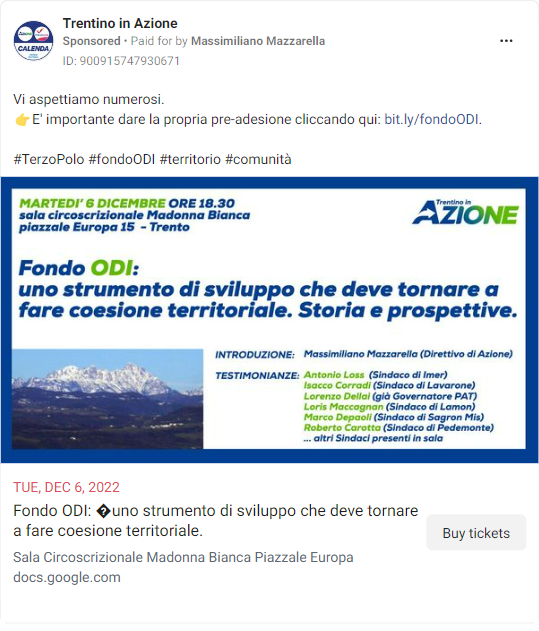 Trentino in Azione
Sponsored • Paid for by Massimiliano Mazzarella
ID: 900915747930671
CALENDA
Vi aspettiamo numerosi.
👉E' importante dare la propria pre-adesione cliccando qui: bit.ly/fondoODI.
#TerzoPolo #fondoODI #territorio #comunità
MARTEDI' 6 DICEMBRE ORE 18.30
sala circoscrizionale Madonna Bianca
piazzale Europa 15 - Trento
Trentino in
AZIONE
Fondo ODI:
uno strumento di sviluppo che deve tornare a
fare coesione territoriale. Storia e prospettive.
INTRODUZIONE: Massimiliano Mazzarella (Direttivo di Azione)
TESTIMONIANZE: Antonio Loss (Sindaco di Imer)
Isacco Corradi (Sindaco di Lavarone)
Lorenzo Dellai (già Governatore PAT)
Loris Maccagnan (Sindaco di Lamon)
Marco Depaoli (Sindaco di Sagron Mis)
Roberto Carotta (Sindaco di Pedemonte)
... altri Sindaci presenti in sala
TUE, DEC 6, 2022
Fondo ODI: �uno strumento di sviluppo che deve tornare
a fare coesione territoriale.
Buy tickets
Sala Circoscrizionale Madonna Bianca Piazzale Europa
docs.google.com